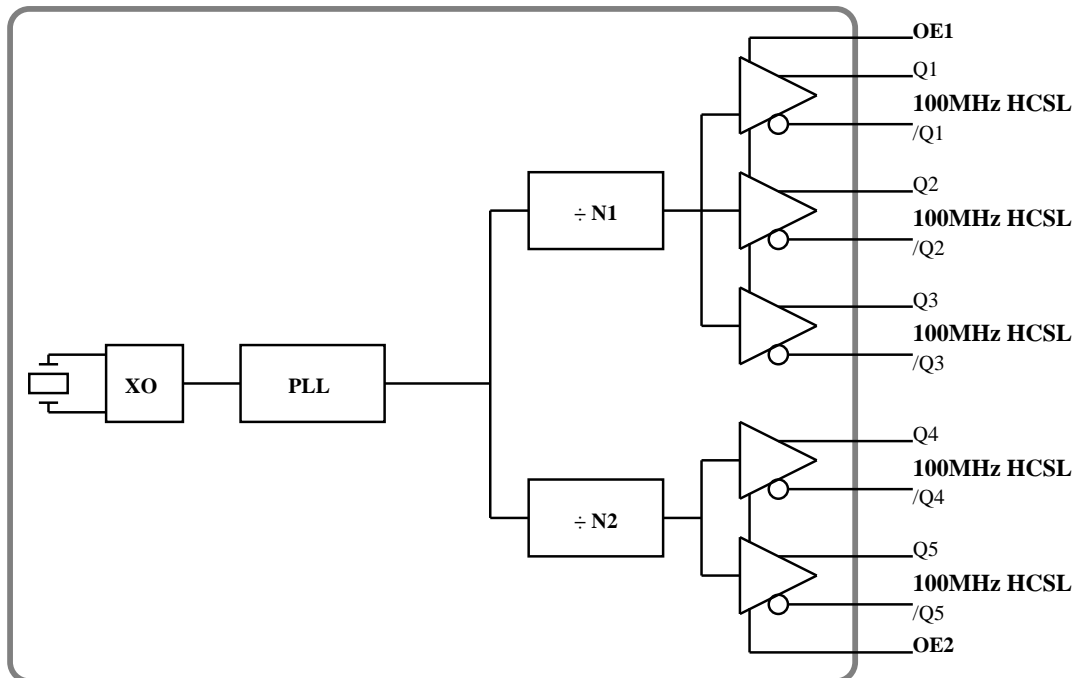 OE1
Q1
100MHz HCSL
/Q1
Q2
÷ N1
100MHz HCSL
/Q2
Q3
100MHz HCSL
/Q3
XO
PLL
Q4
100MHz HCSL
/Q4
÷ N2
Q5
100MHz HCSL
/Q5
OE2